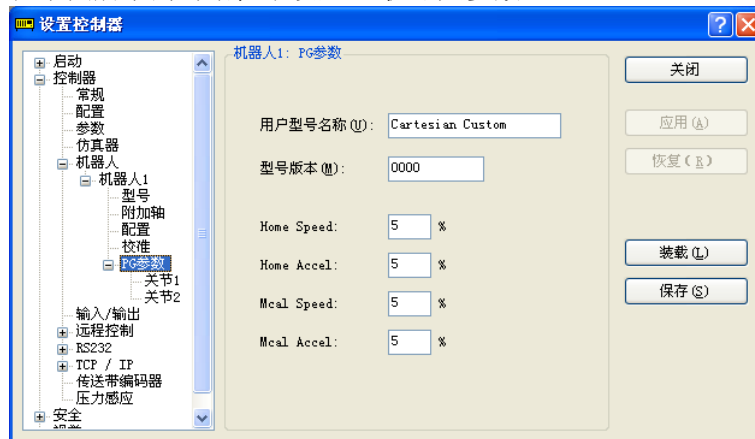 设置控制器
启动
控制器
常规
配置
参数
仿真器
机器人
机器人1
型号
附加轴
配置
校准
PG参数
关节1
关节2
输入/输出
远程控制
RS232
TCP / IP
传送带编码器
压力感应
安全
机器人1: PG参数
用户型号名称(U): Cartesian Custom
型号版本(M): 0000
Home Speed: 5 %
Home Accel: 5 %
Mcal Speed: 5 %
Mcal Accel: 5 %
关闭
应用(A)
恢复(R)
装载(L)
保存(S)